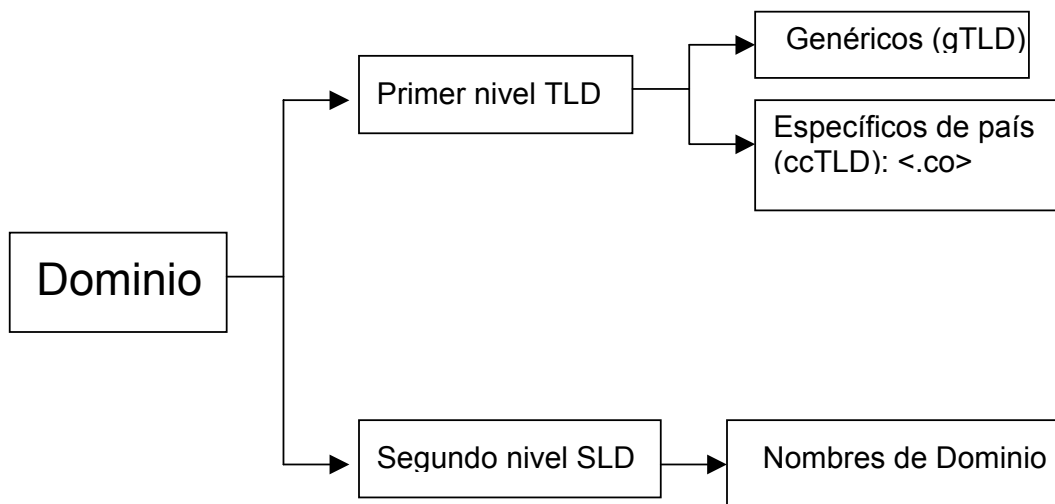 Genéricos (gTLD)
Primer nivel TLD
Específicos de país
(ccTLD): <.co>
Dominio
Segundo nivel SLD
Nombres de Dominio